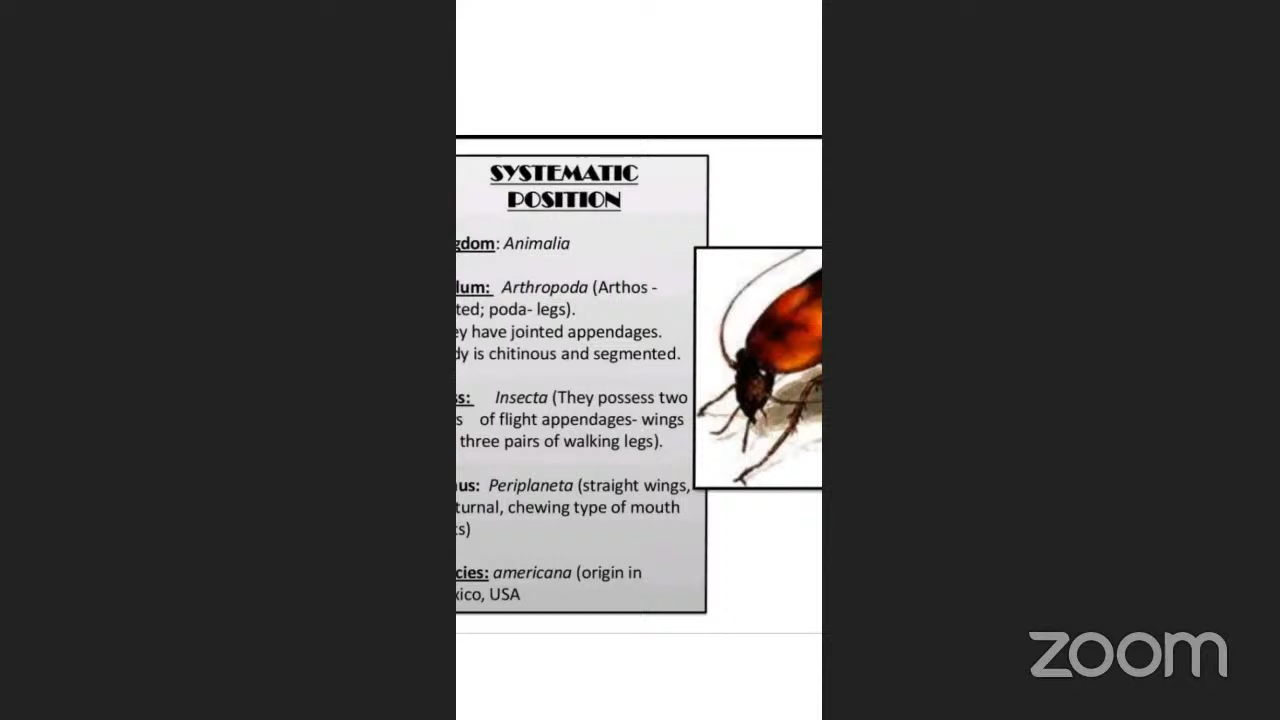 SYSTEMATIC
POSITION
gdom: Animalia
lum: Arthropoda (Arthos -
ted; poda- legs).
ey have jointed appendages.
dy is chitinous and segmented.
ss: Insecta (They possess two
s of flight appendages- wings
three pairs of walking legs).
us: Periplaneta (straight wings,
turnal, chewing type of mouth
ts)
cies: americana (origin in
xico, USA
zoom